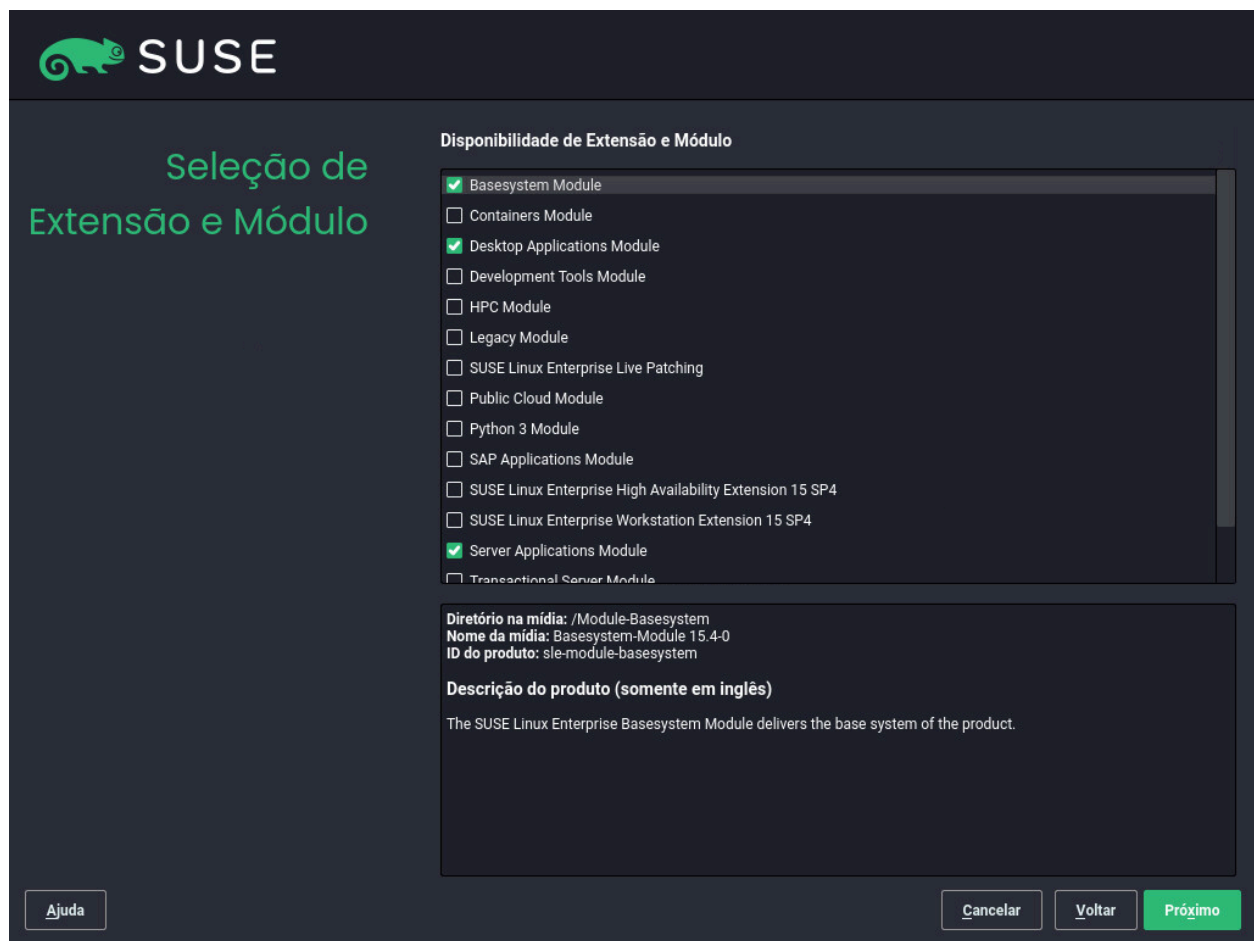 SUSE
Seleção de
Extensão e Módulo
Disponibilidade de Extensão e Módulo
Basesystem Module
Containers Module
Desktop Applications Module
Development Tools Module
HPC Module
Legacy Module
SUSE Linux Enterprise Live Patching
Public Cloud Module
Python 3 Module
SAP Applications Module
SUSE Linux Enterprise High Availability Extension 15 SP4
SUSE Linux Enterprise Workstation Extension 15 SP4
Server Applications Module
Transactional Server Module
Diretório na mídia: /Module-Basesystem
Nome da mídia: Basesystem-Module 15.4-0
ID do produto: sle-module-basesystem
Descrição do produto (somente em inglês)
The SUSE Linux Enterprise Basesystem Module delivers the base system of the product.
Ajuda
Cancelar
Voltar
Próximo